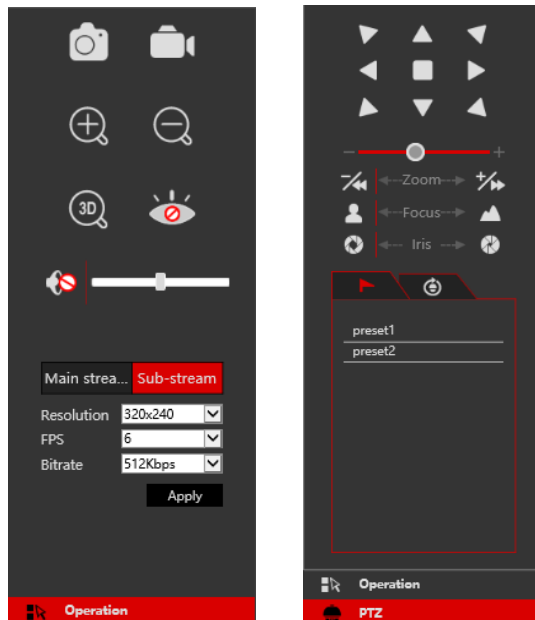 3D
Main strea... Sub-stream
Resolution 320x240
FPS 6
Bitrate 512Kbps
Apply
Operation
Zoom
Focus
Iris
preset1
preset2
Operation
PTZ